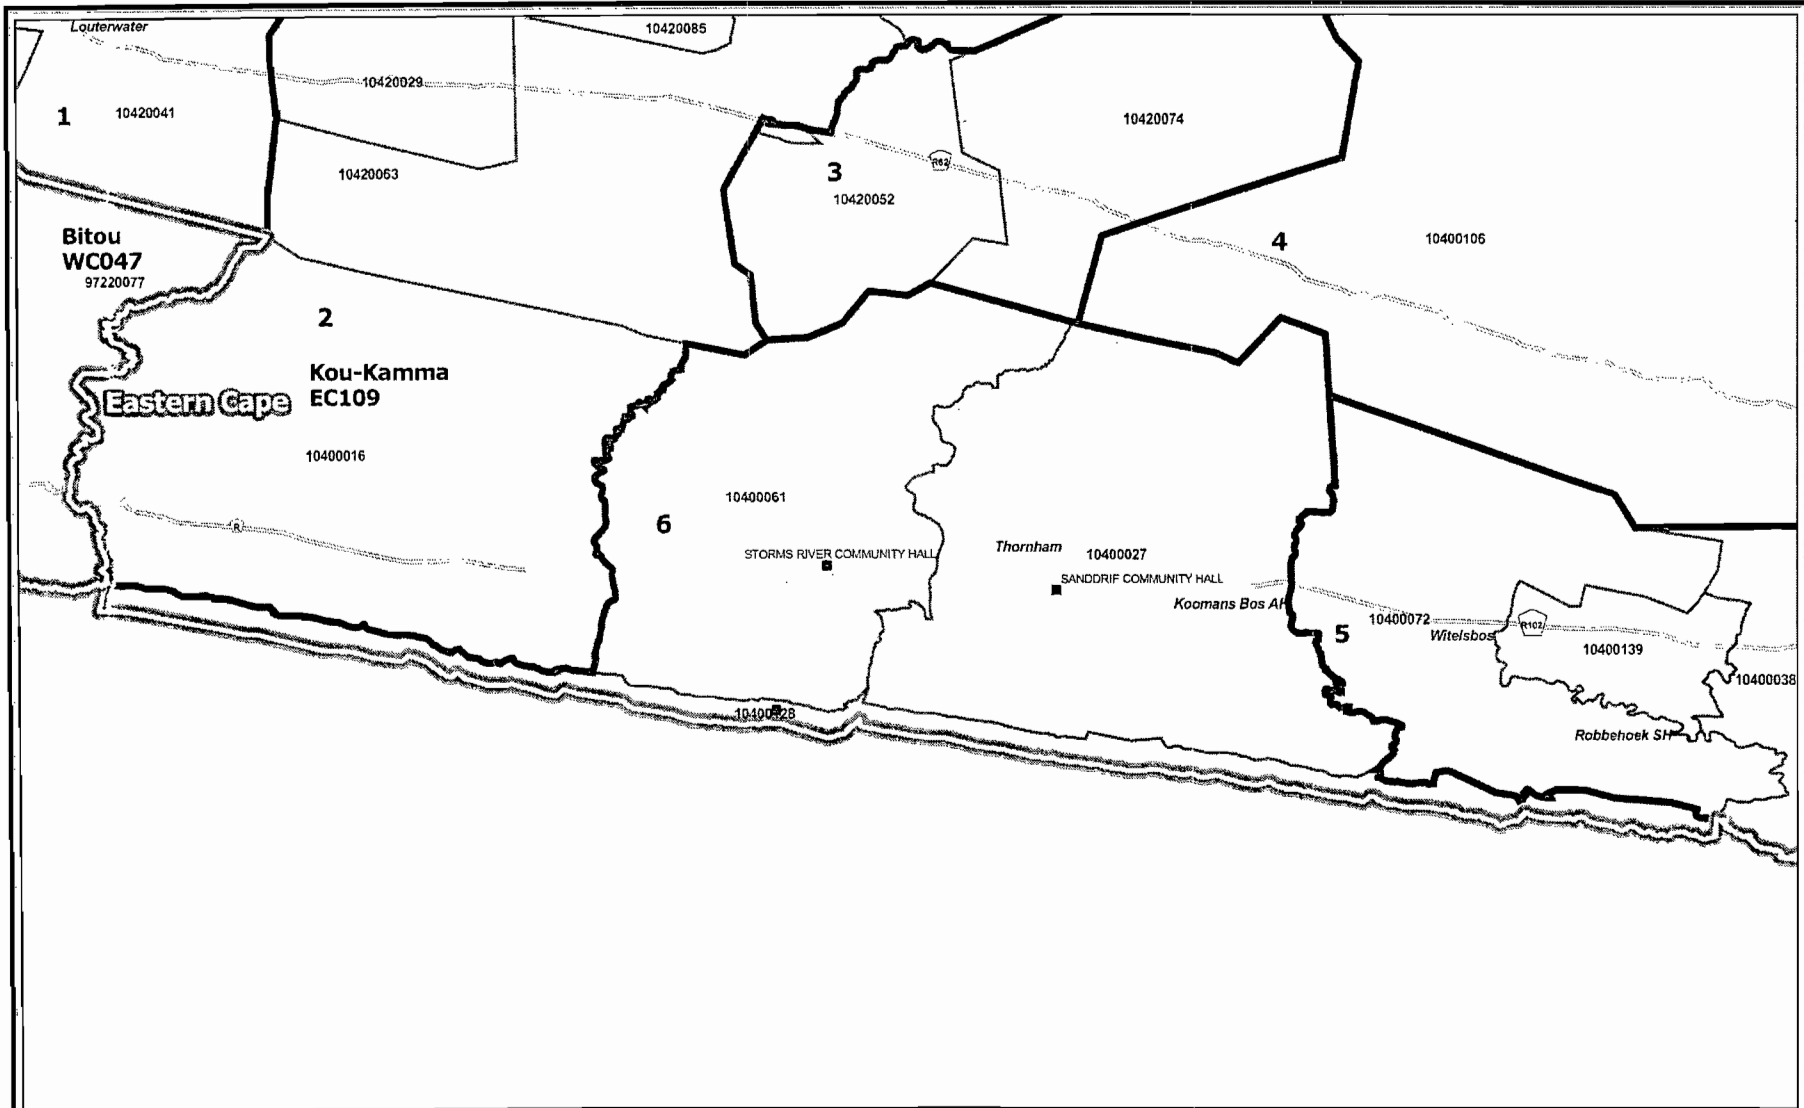 Louterwater
10420085
10420029
1
10420041
10420074
10420063
3
R62
10420052
Bitou
WC047
97220077
4
10400106
2
Kou-Kamma
EC109
Eastern Cape
10400016
10400061
6
R
STORMS RIVER COMMUNITY HALL
Thornham
10400027
SANDDRIF COMMUNITY HALL
Koomans Bos AH
5
10400072
Witelsbos
R102
10400139
10400038
10400128
Robbehoek SH